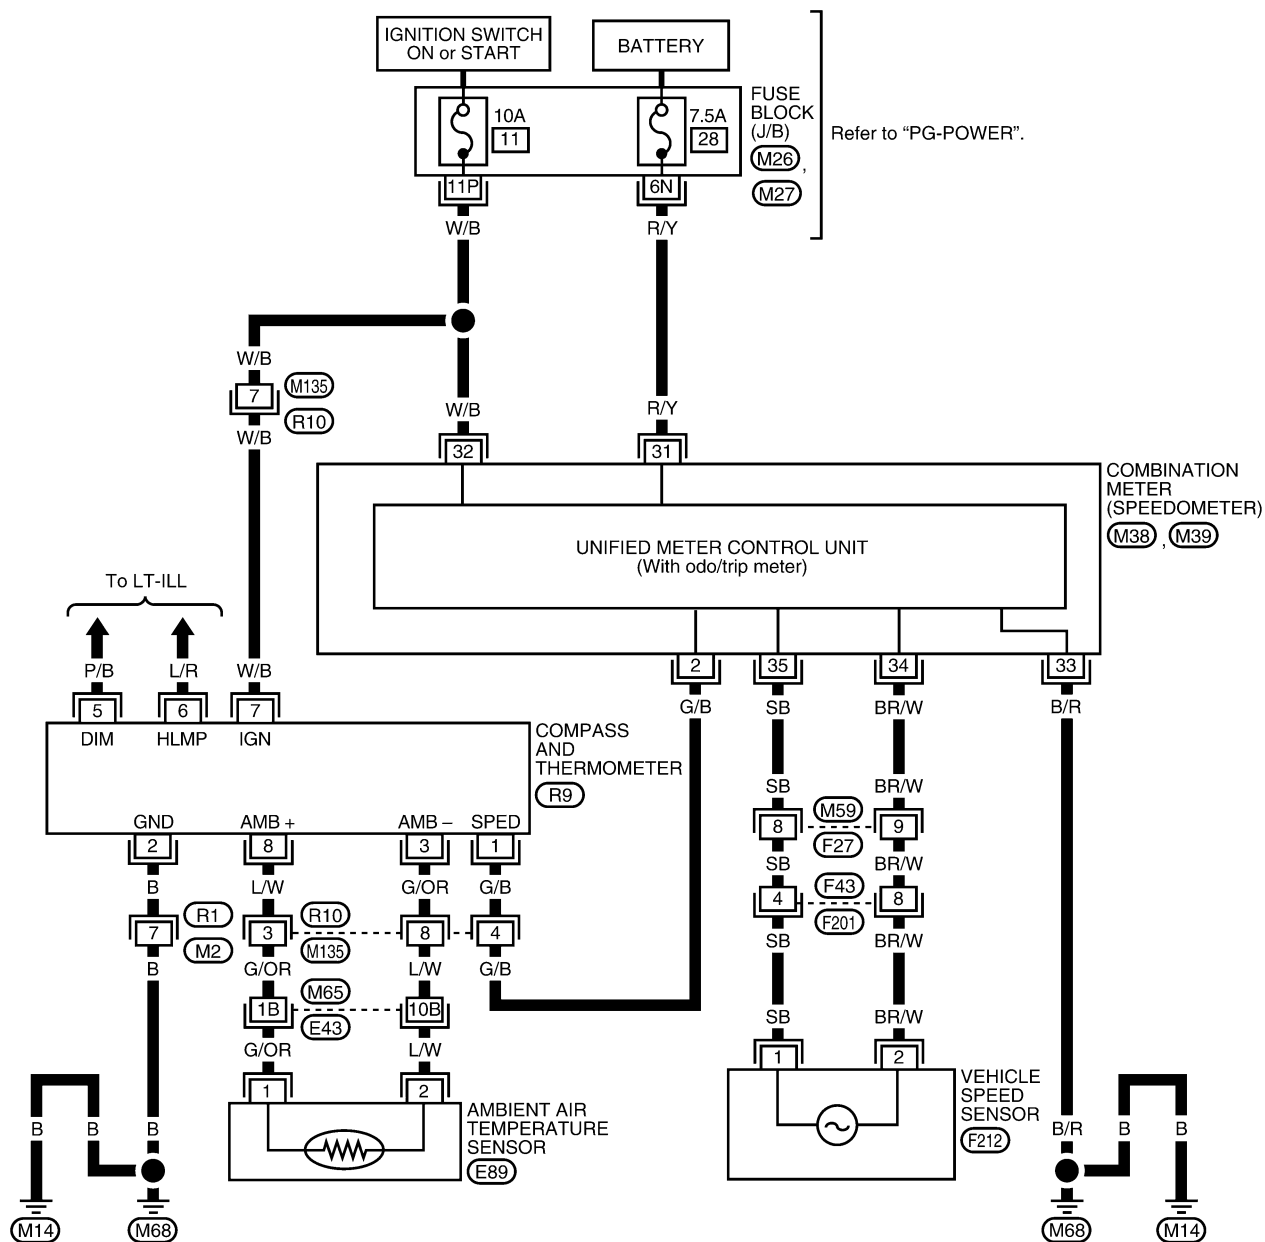 IGNITION SWITCH
ON or START
BATTERY
10A
11
7.5A
28
FUSE
BLOCK
(J/B)
M26 ,
M27
Refer to “PG-POWER”.
11P
6N
W/B
R/Y
W/B
7
M135
R10
W/B
W/B
R/Y
32
31
COMBINATION
METER
(SPEEDOMETER)
M38 , M39
UNIFIED METER CONTROL UNIT
(With odo/trip meter)
To LT-ILL
P/B
L/R
W/B
5
6
7
DIM
HLMP
IGN
COMPASS
AND
THERMOMETER
R9
GND
AMB +
AMB –
SPED
2
8
3
1
B
L/W
G/OR
G/B
7
R1
M2
3
R10
M135
8
4
B
G/OR
L/W
G/B
1B
M65
E43
10B
G/OR
L/W
1
2
AMBIENT AIR
TEMPERATURE
SENSOR
E89
B
B
B
M14
M68
2
35
34
33
G/B
SB
BR/W
B/R
SB
BR/W
8
M59
F27
9
SB
BR/W
4
F43
F201
8
SB
BR/W
SB
BR/W
1
2
VEHICLE
SPEED
SENSOR
F212
B/R
B
B
M68
M14